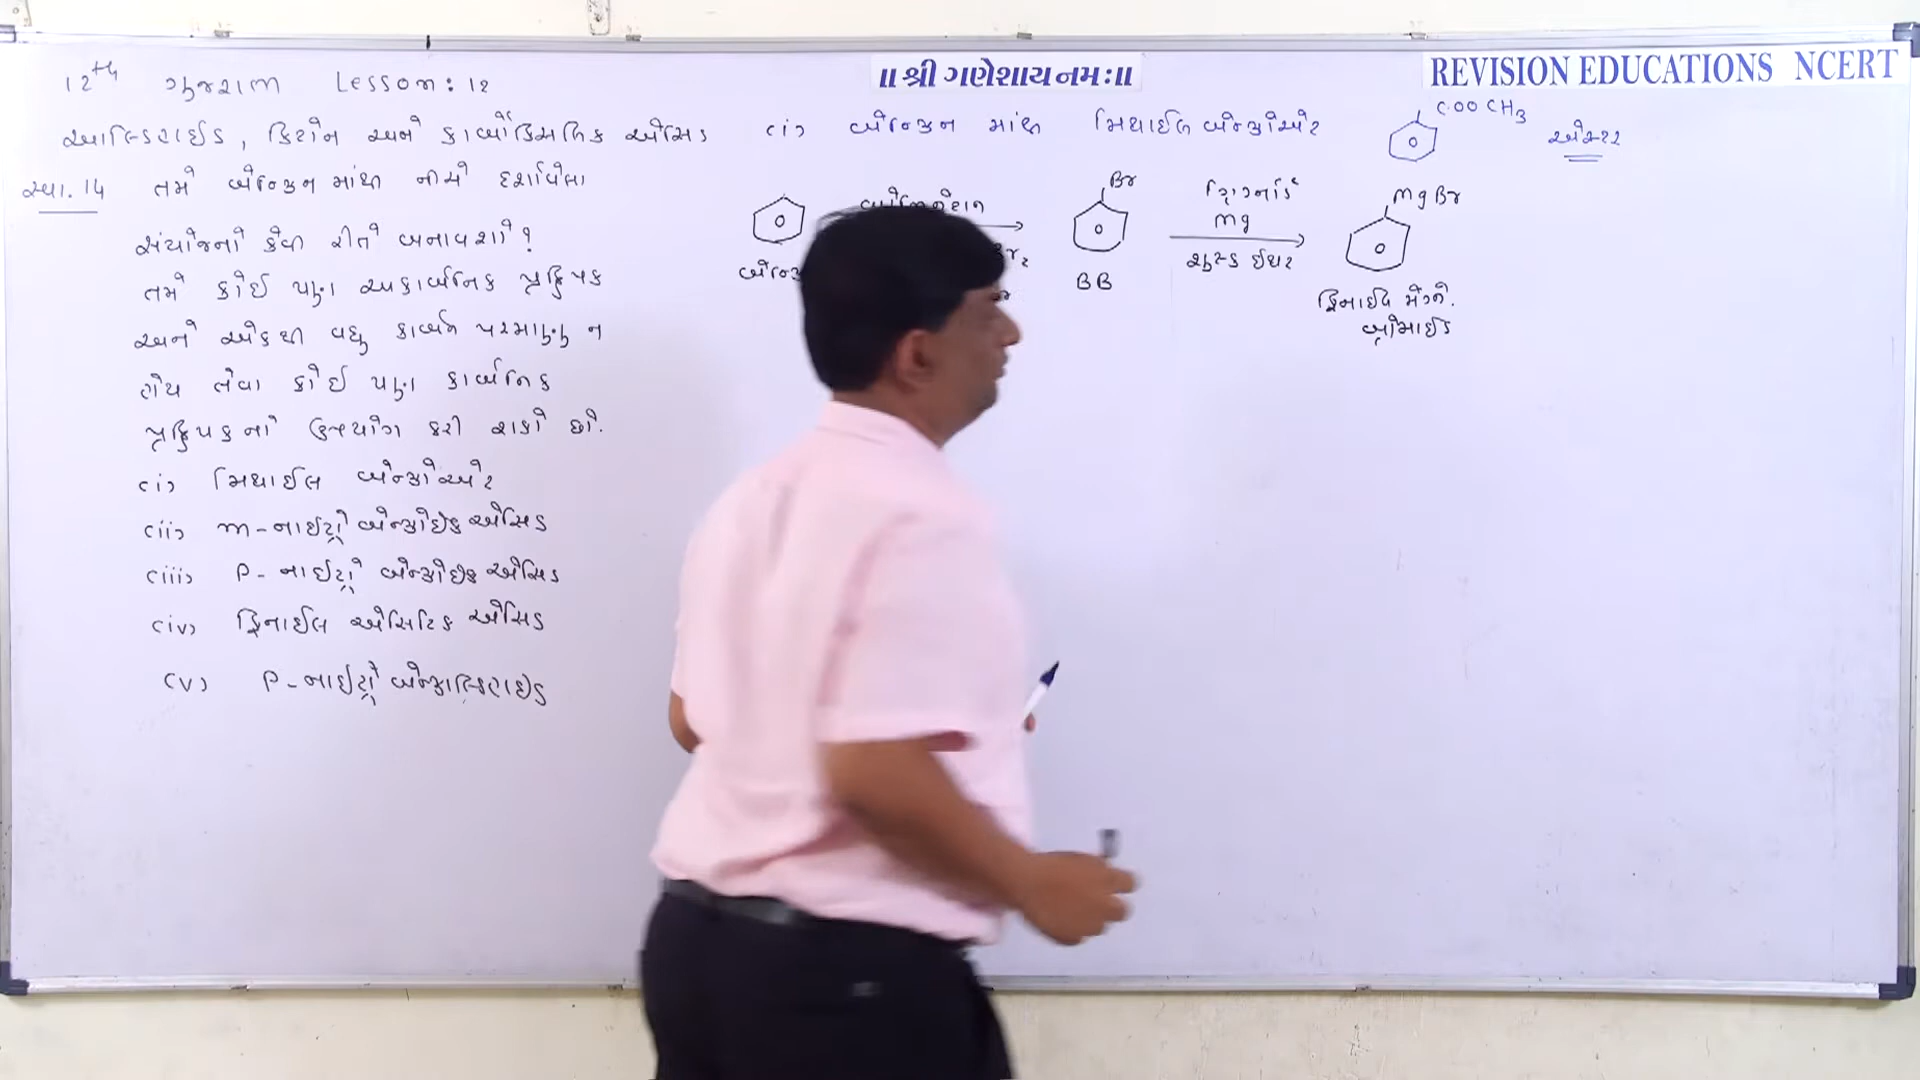 ॥ શ્રી ગણેશાય નમઃ॥
REVISION EDUCATIONS NCERT
12th ગુજરાત Lesson: 12
આલ્ડિહાઈડ, કિટોન અને કાર્બોક્સિલિક એસિડ
સ્વા. 14 તમે બેન્ઝિન માંથી નીચે દર્શાવેલા
સંયોજનો કેવી રીતે બનાવશો?
તમે કોઈ પણ અકાર્બનિક પ્રક્રિયક
અને એકથી વધુ કાર્બન પરમાણુ ન
હોય તેવા કોઈ પણ કાર્બનિક
પ્રક્રિયકનો ઉપયોગ કરી શકો છો.
(i) મિથાઈલ બેન્ઝોએટ
(ii) m-નાઈટ્રો બેન્ઝોઈક એસિડ
(iii) P-નાઈટ્રો બેન્ઝોઈક એસિડ
(iv) ફિનાઈલ એસિટિક એસિડ
(v) P-નાઈટ્રો બેન્ઝાલ્ડિહાઈડ
(i) બેન્ઝિન માંથી મિથાઈલ બેન્ઝોએટ
COOCH3
એસ્ટર
Br
Mg Br
ગ્રિગ્નાર્ડ
Mg
શુષ્ક ઈથર
BB
ફિનાઈલ મેગ્ને.
બ્રોમાઈડ